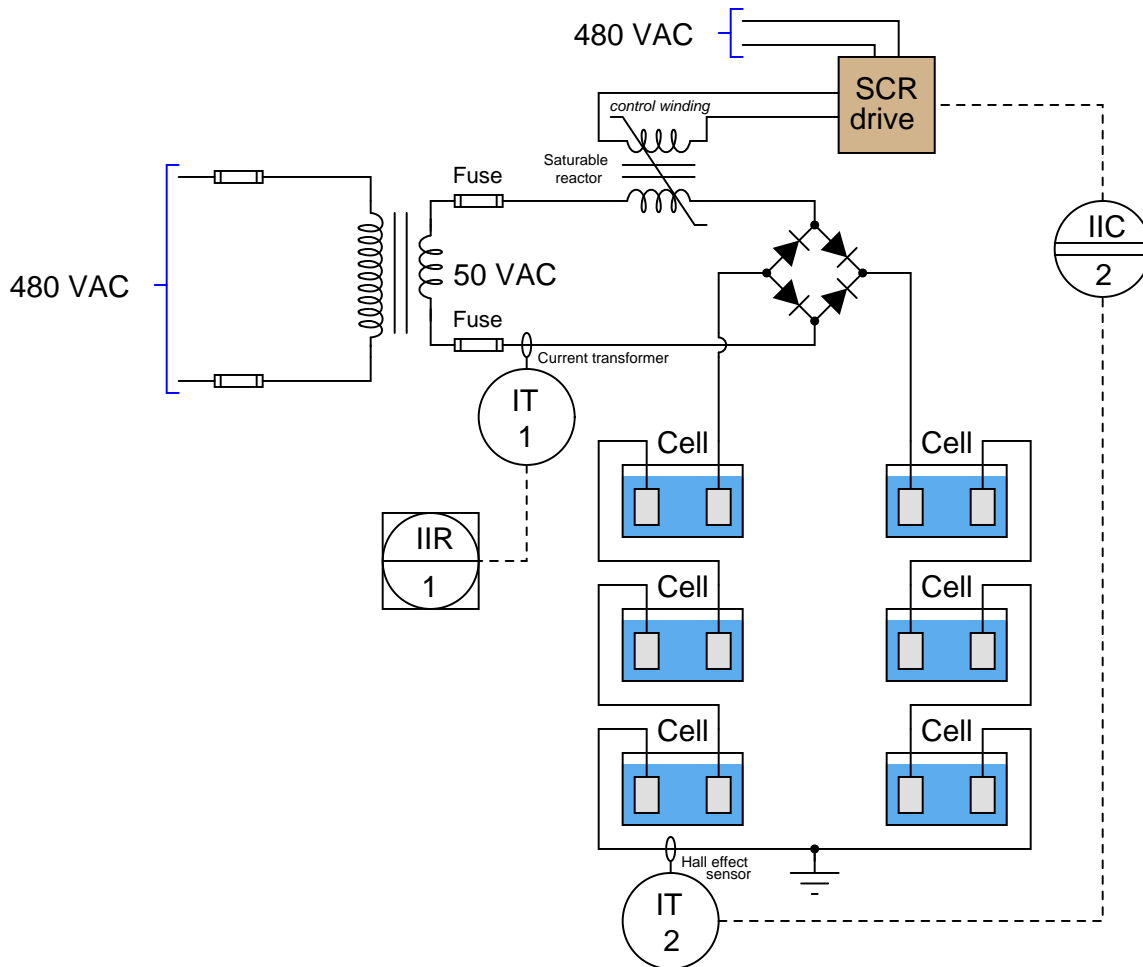 480 VAC
SCR
drive
control winding
Saturable
reactor
Fuse
IIC
2
480 VAC
50 VAC
Fuse
Current transformer
IT
1
Cell
Cell
IIR
1
Cell
Cell
Cell
Cell
Hall effect
sensor
IT
2